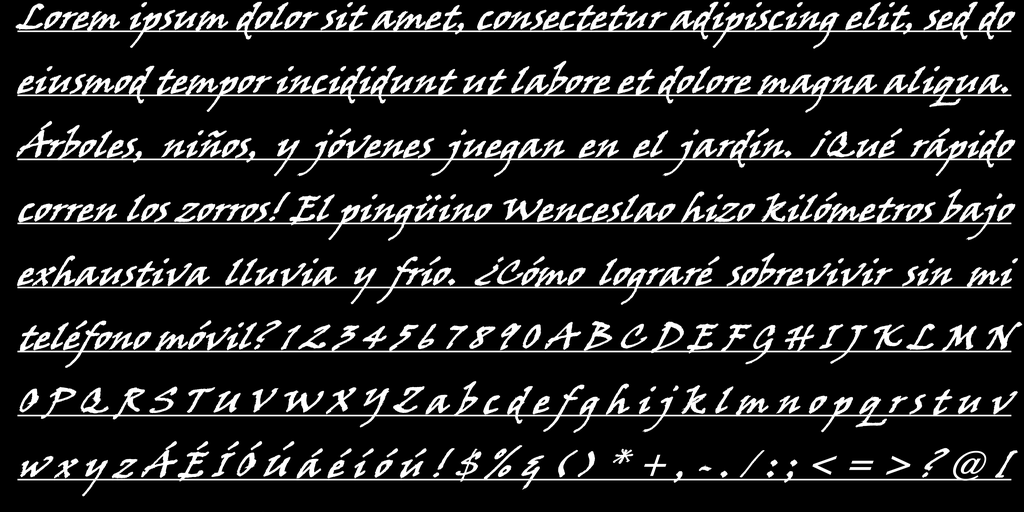 Lorem ipsum dolor sit amet, consectetur adipiscing elit, sed do
eiusmod tempor incididunt ut labore et dolore magna aliqua.
Árboles, niños, y jóvenes juegan en el jardín. ¡Qué rápido
corren los zorros! El pingüino Wenceslao hizo kilómetros bajo
exhaustiva lluvia y frío. ¿Cómo lograré sobrevivir sin mi
teléfono móvil? 1 2 3 4 5 6 7 8 9 0 A B C D E F G H I J K L M N
O P Q R S T U V W X Y Z a b c d e f g h i j k l m n o p q r s t u v
w x y z Á É Í Ó Ú á é í ó ú ! $ % & ( ) * + , - . / : ; < = > ? @ [